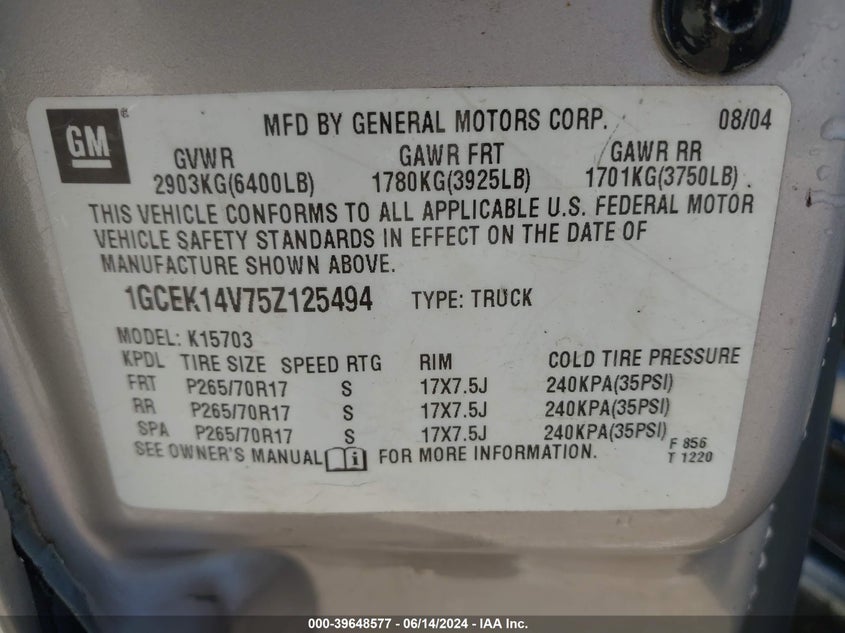 GM ®
MFD BY GENERAL MOTORS CORP. 08/04
GVWR GAWR FRT GAWR RR
2903KG(6400LB) 1780KG(3925LB) 1701KG(3750LB)
THIS VEHICLE CONFORMS TO ALL APPLICABLE U.S. FEDERAL MOTOR
VEHICLE SAFETY STANDARDS IN EFFECT ON THE DATE OF
MANUFACTURE SHOWN ABOVE.
1GCEK14V75Z125494 TYPE: TRUCK
MODEL: K15703
KPDL TIRE SIZE SPEED RTG RIM COLD TIRE PRESSURE
FRT P265/70R17 S 17X7.5J 240KPA(35PSI)
RR P265/70R17 S 17X7.5J 240KPA(35PSI)
SPA P265/70R17 S 17X7.5J 240KPA(35PSI)
SEE OWNER'S MANUAL i FOR MORE INFORMATION.
F 856
T 1220
©000-39648577 - 06/14/2024 - IAA Inc.